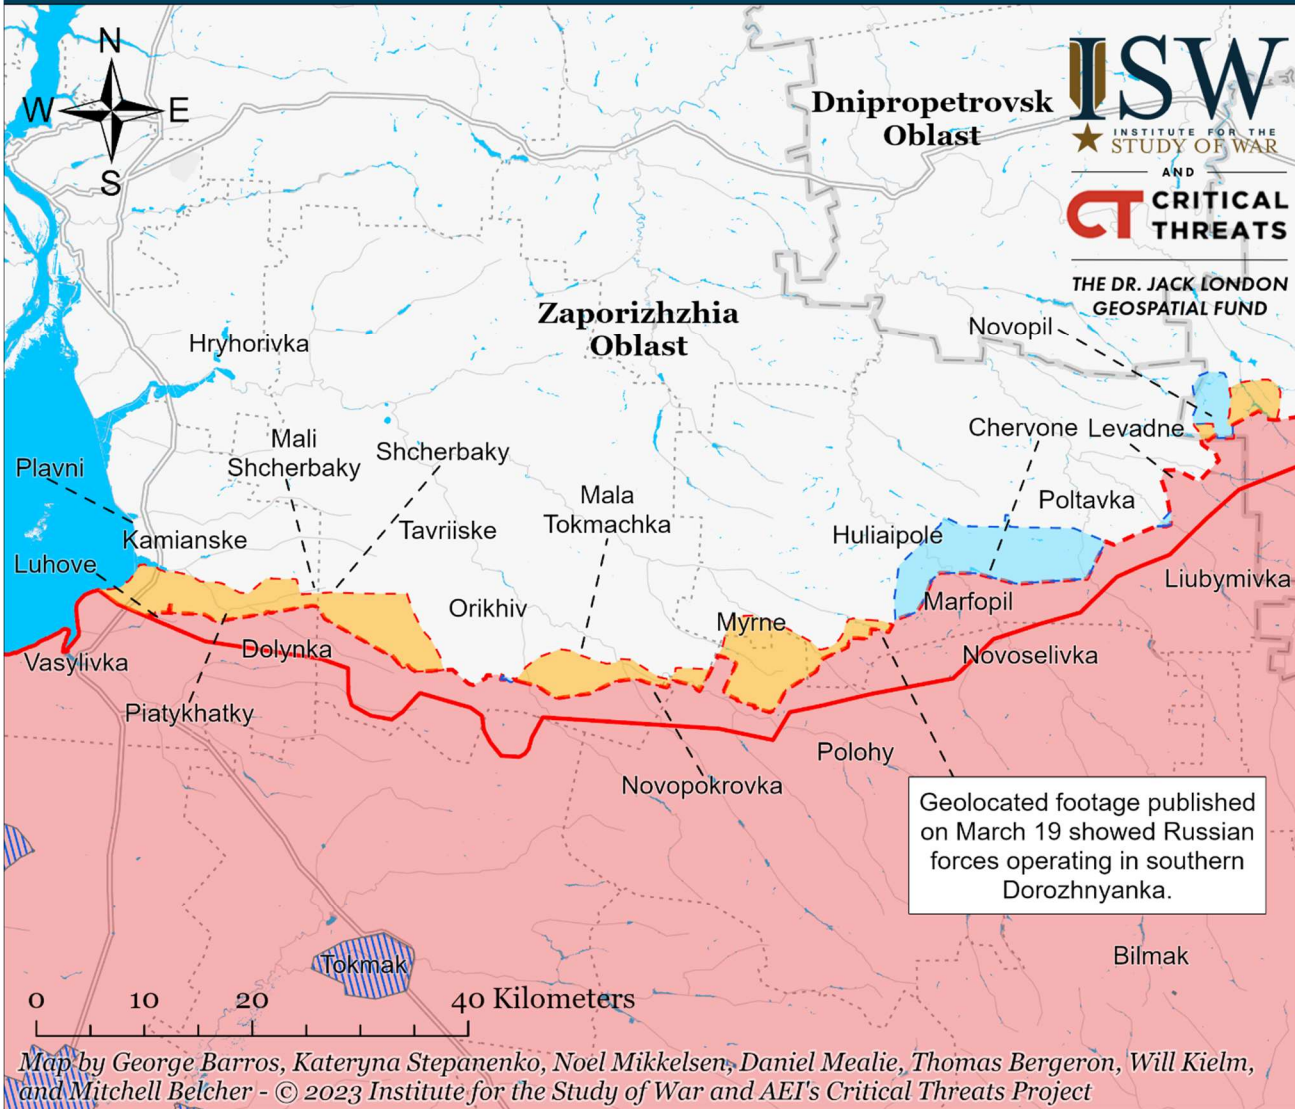 N
W E
S
Dnipropetrovsk
Oblast
ISW
INSTITUTE FOR THE
STUDY OF WAR
AND
CT CRITICAL
THREATS
THE DR. JACK LONDON
GEOSPATIAL FUND
Zaporizhzhia
Oblast
Novopil
Hryhorivka
Mali
Shcherbaky
Shcherbaky
Chervone
Levadne
Plavni
Mala
Tokmachka
Poltavka
Kamianske
Tavriiske
Huliaipole
Luhove
Liubymivka
Orikhiv
Marfopil
Myrne
Vasylivka
Dolynka
Novoselivka
Piatykhatky
Polohy
Novopokrovka
Geolocated footage published
on March 19 showed Russian
forces operating in southern
Dorozhnyanka.
Tokmak
Bilmak
0 10 20 40 Kilometers
Map by George Barros, Kateryna Stepanenko, Noel Mikkelsen, Daniel Mealie, Thomas Bergeron, Will Kielm,
and Mitchell Belcher - © 2023 Institute for the Study of War and AEI's Critical Threats Project